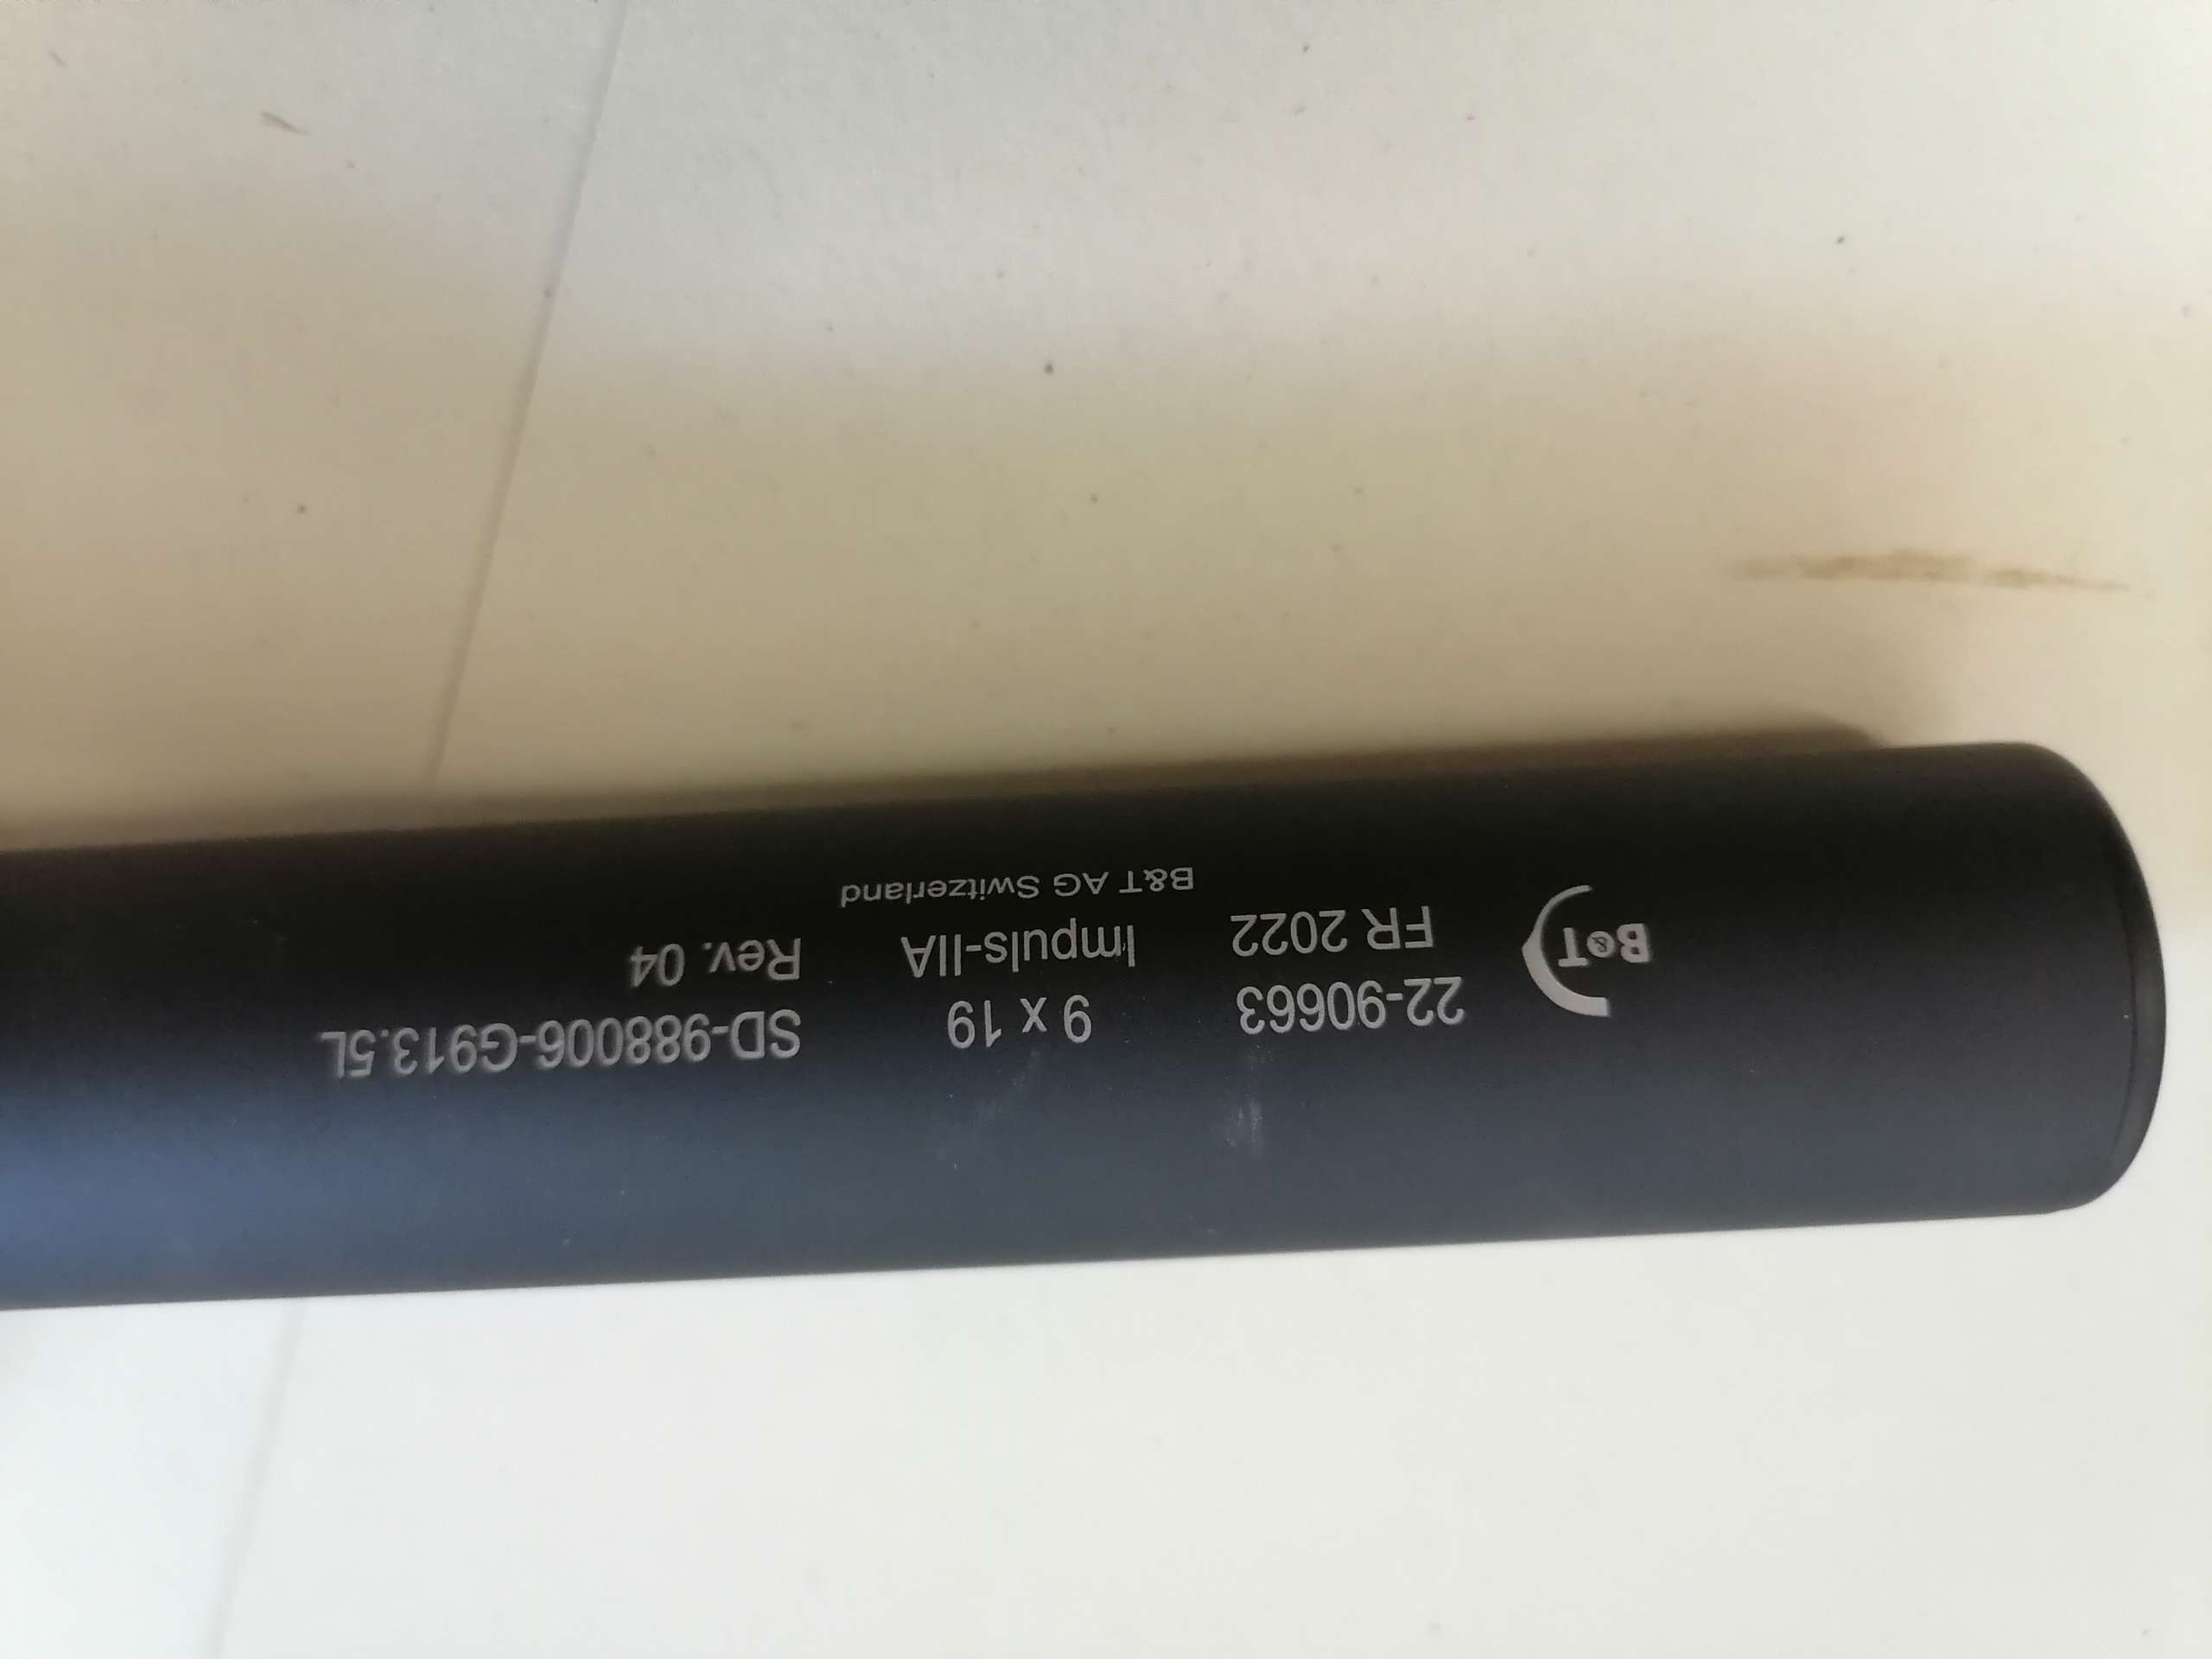 B&T
22-90663
FR 2022
9 x 19
Impuls-IIA
B&T AG Switzerland
SD-988006-G913.5L
Rev. 04